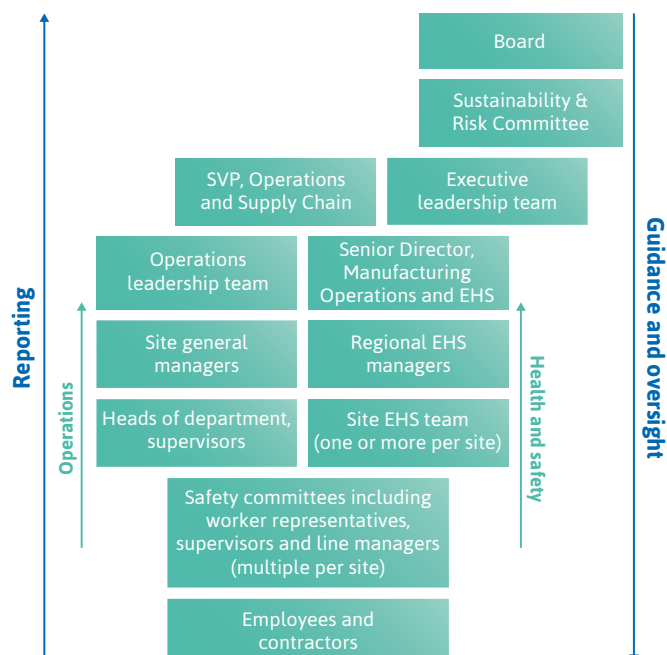 Board
Sustainability &
Risk Committee
SVP, Operations
and Supply Chain
Executive
leadership team
Operations
leadership team
Senior Director,
Manufacturing
Operations and EHS
Site general
managers
Regional EHS
managers
Heads of department,
supervisors
Site EHS team
(one or more per site)
Safety committees including
worker representatives,
supervisors and line managers
(multiple per site)
Employees and
contractors
Reporting
Operations
Health and safety
Guidance and oversight